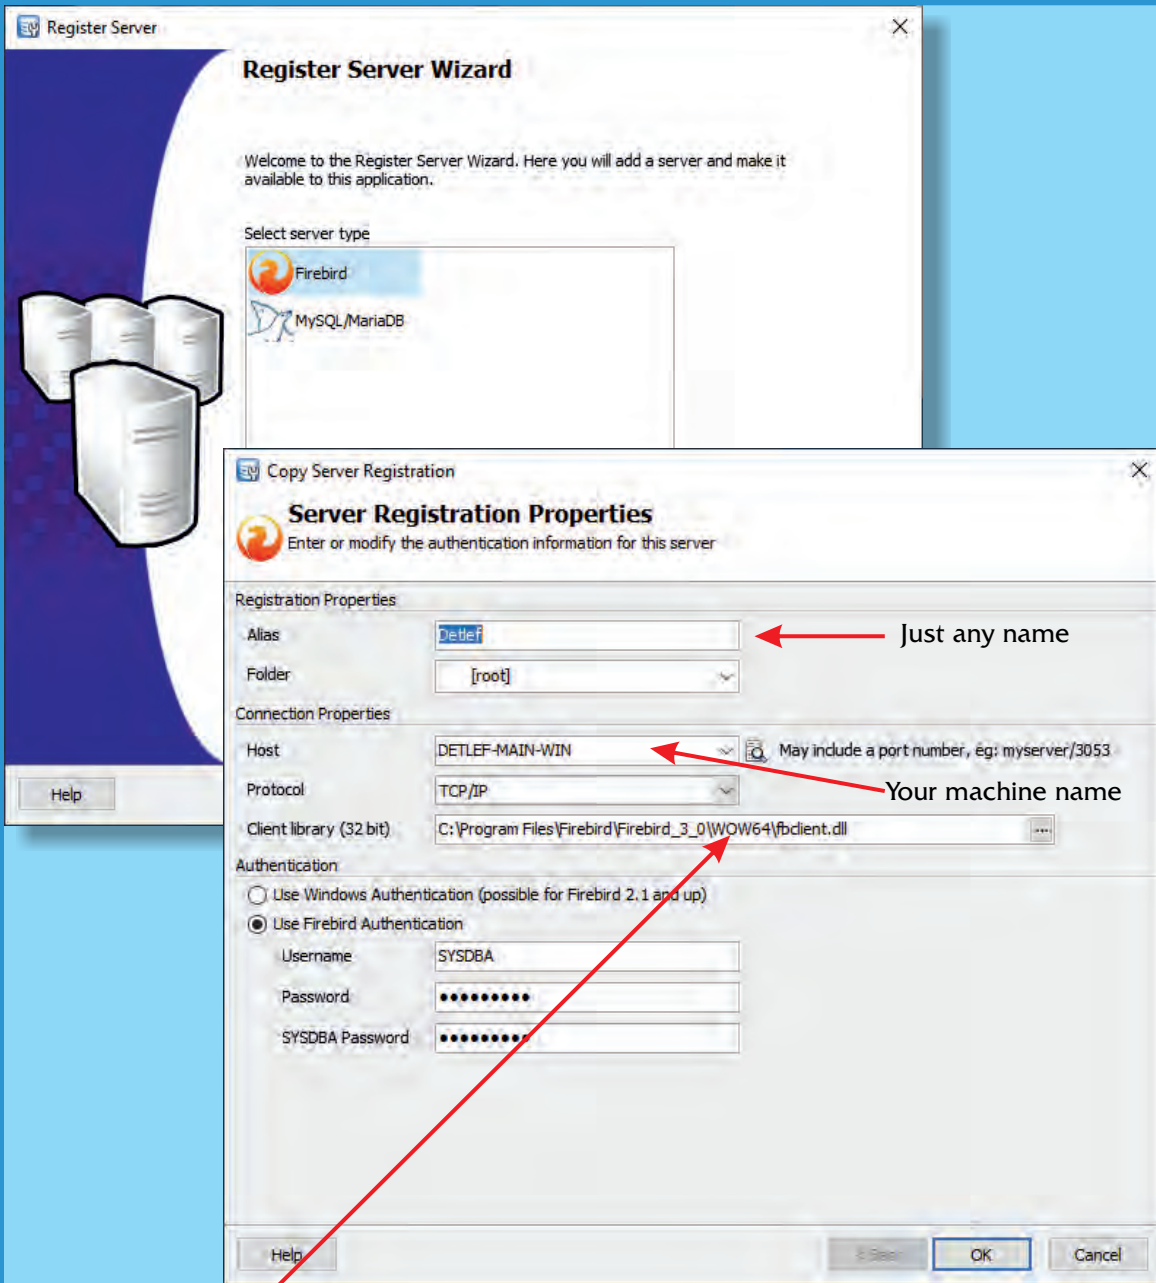 Register Server
Register Server Wizard
Welcome to the Register Server Wizard. Here you will add a server and make it
available to this application.
Select server type
Firebird
MySQL/MariaDB
Help
Copy Server Registration
Server Registration Properties
Enter or modify the authentication information for this server
Registration Properties
Alias
Detlef
Just any name
Folder
[root]
Connection Properties
Host
DETLEF-MAIN-WIN
May include a port number, eg: myserver/3053
Protocol
TCP/IP
Your machine name
Client library (32 bit)
C:\Program Files\Firebird\Firebird_3_0\WOW64\fbclient.dll
Authentication
Use Windows Authentication (possible for Firebird 2.1 and up)
Use Firebird Authentication
Username
SYSDBA
Password
●●●●●●●●●
SYSDBA Password
●●●●●●●●●
Help
OK
Cancel